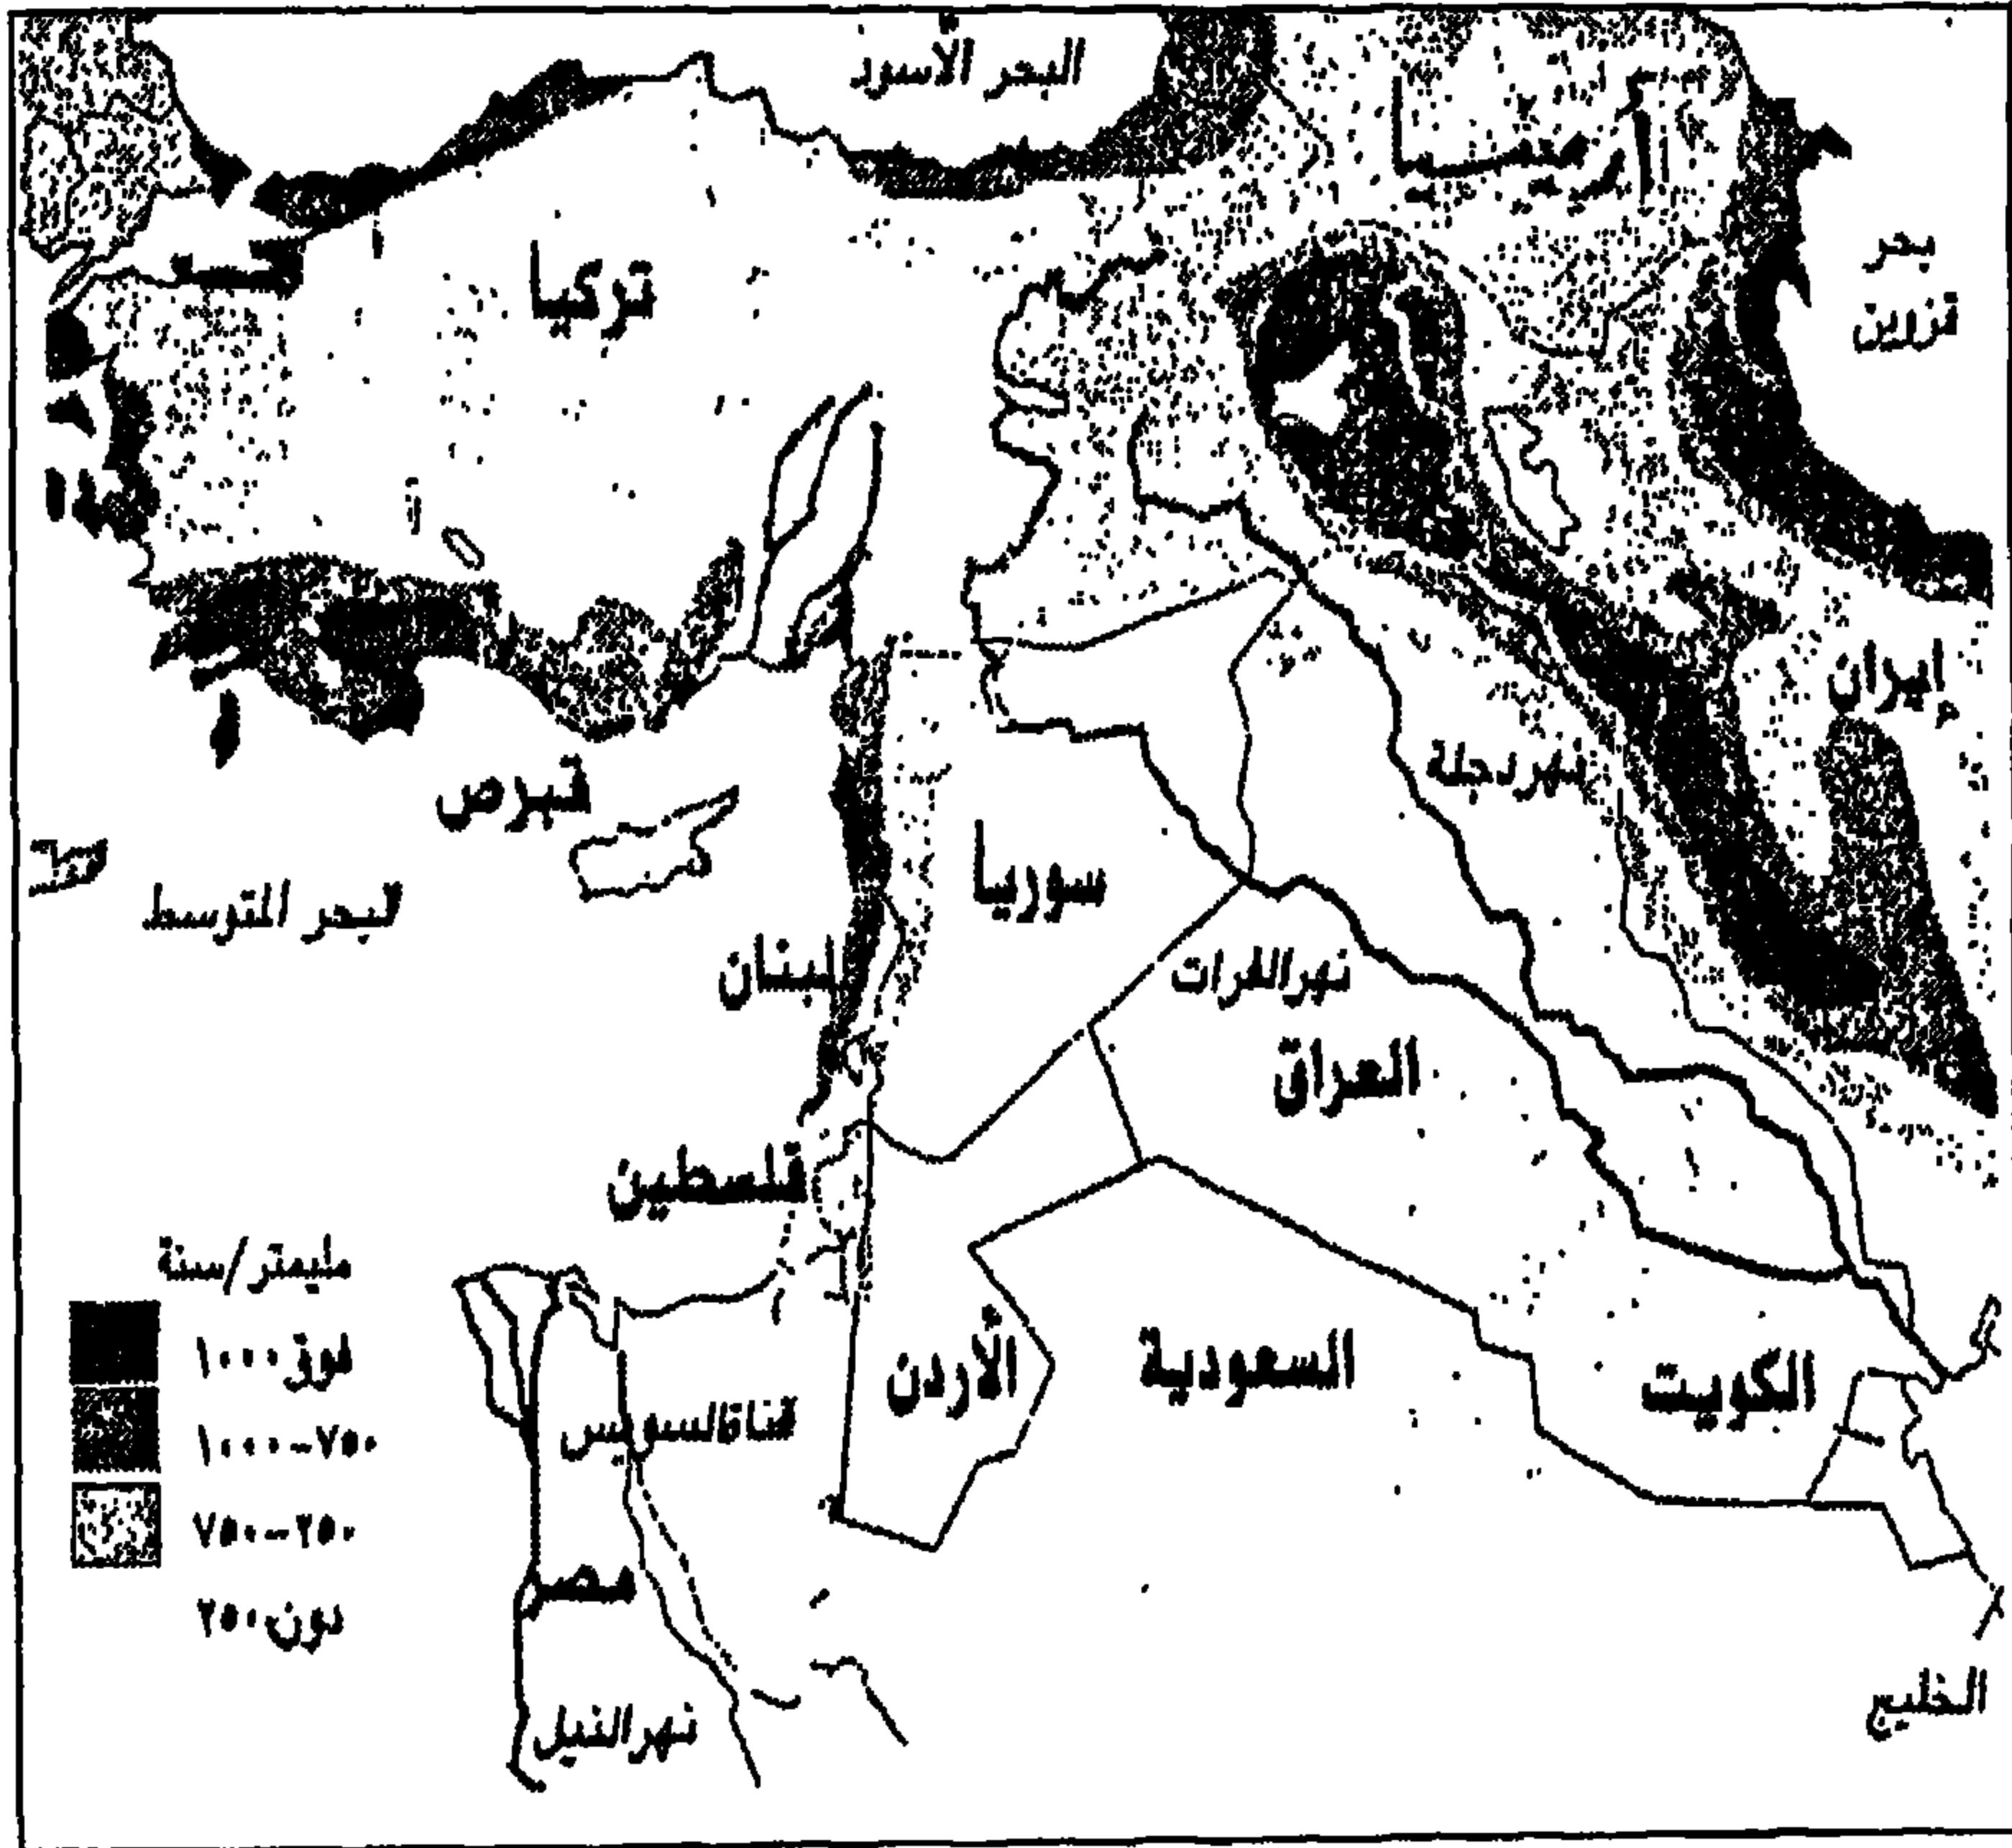 البحر الأسود
بحر
قزوين
تركيا
إيران
نهر دجلة
قبرص
سوريا
البحر المتوسط
لبنان
نهر الفرات
العراق
فلسطين
مليمتر/سنة
فوق ١٠٠٠
٧٥٠-١٠٠٠
٢٥٠-٧٥٠
دون ٢٥٠
الأردن
السعودية
الكويت
قناة السويس
مصر
نهر النيل
الخليج